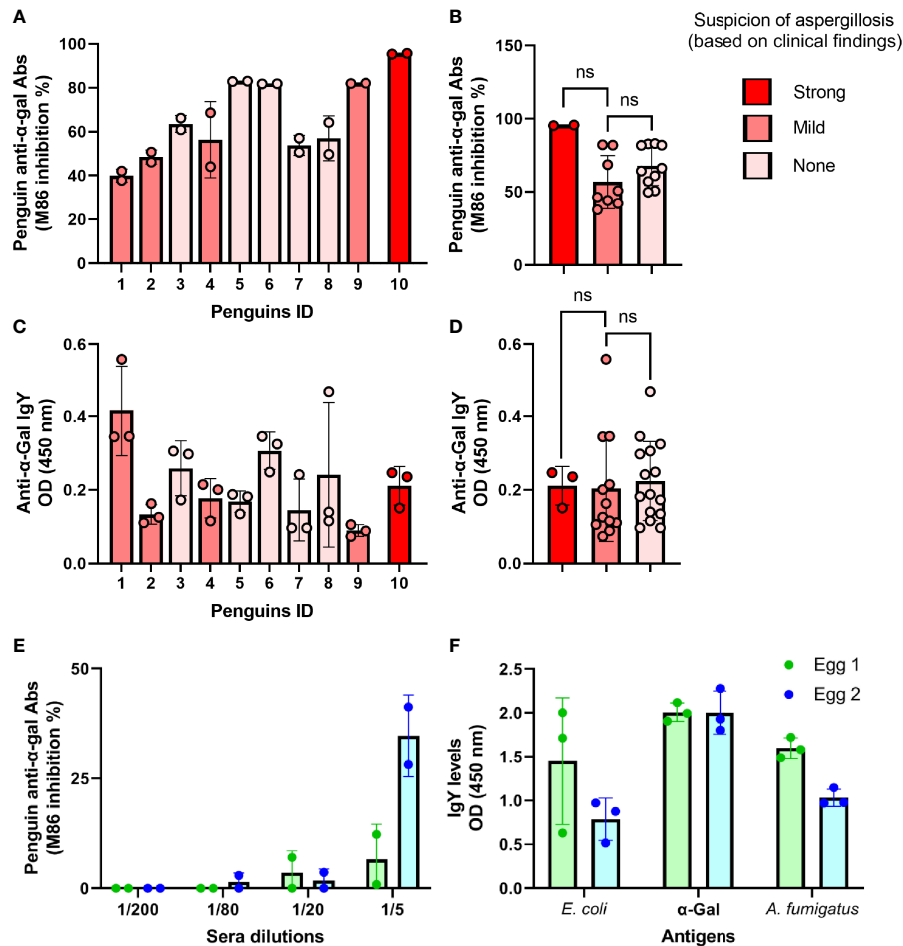 A
Penguin anti-α-gal Abs
(M86 inhibition %)
100
80
60
40
20
0
1 2 3 4 5 6 7 8 9 10
Penguins ID
B
Penguin anti-α-gal Abs
(M86 inhibition %)
150
100
50
0
ns
ns
Suspicion of aspergillosis
(based on clinical findings)
Strong
Mild
None
C
Anti-α-Gal IgY
OD (450 nm)
0.6
0.4
0.2
0.0
1 2 3 4 5 6 7 8 9 10
Penguins ID
D
Anti-α-Gal IgY
OD (450 nm)
0.6
0.4
0.2
0.0
ns
ns
E
Penguin anti-α-gal Abs
(M86 inhibition %)
50
25
0
1/200 1/80 1/20 1/5
Sera dilutions
F
IgY levels
OD (450 nm)
2.5
2.0
1.5
1.0
0.5
0.0
Egg 1
Egg 2
E. coli α-Gal A. fumigatus
Antigens